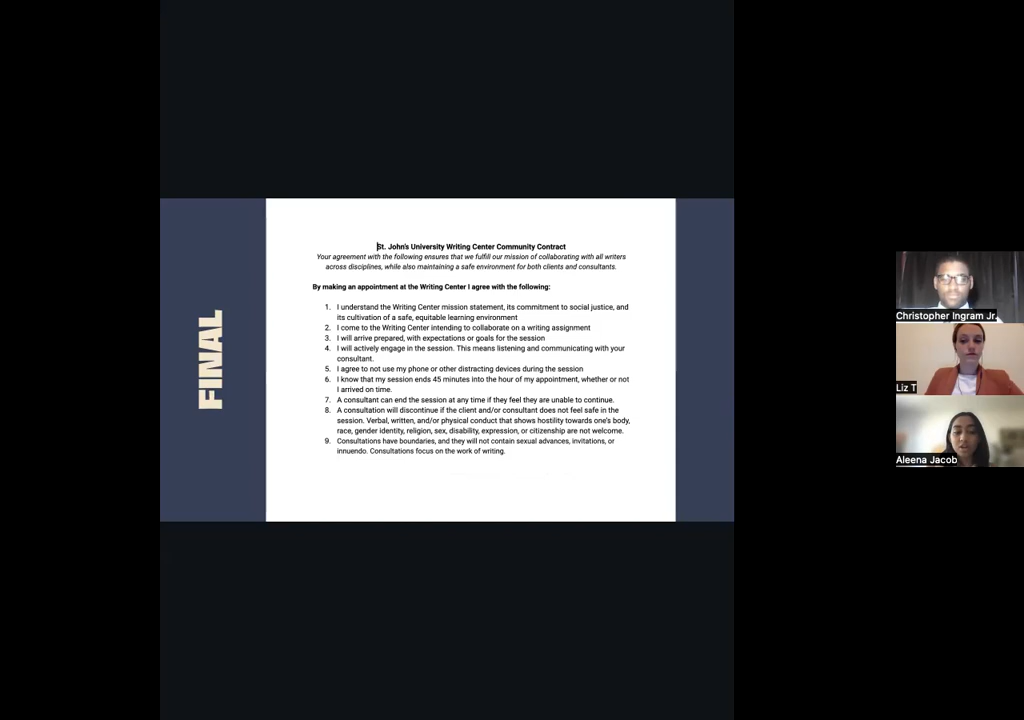 FINAL
St. John's University Writing Center Community Contract
Your agreement with the following ensures that we fulfill our mission of collaborating with all writers
across disciplines, while also maintaining a safe environment for both clients and consultants.
By making an appointment at the Writing Center I agree with the following:
1. I understand the Writing Center mission statement, its commitment to social justice, and
its cultivation of a safe, equitable learning environment
2. I come to the Writing Center intending to collaborate on a writing assignment
3. I will arrive prepared, with expectations or goals for the session
4. I will actively engage in the session. This means listening and communicating with your
consultant.
5. I agree to not use my phone or other distracting devices during the session
6. I know that my session ends 45 minutes into the hour of my appointment, whether or not
I arrived on time.
7. A consultant can end the session at any time if they feel they are unable to continue.
8. A consultation will discontinue if the client and/or consultant does not feel safe in the
session. Verbal, written, and/or physical conduct that shows hostility towards one's body,
race, gender identity, religion, sex, disability, expression, or citizenship are not welcome.
9. Consultations have boundaries, and they will not contain sexual advances, invitations, or
innuendo. Consultations focus on the work of writing.
Christopher Ingram Jr.
Liz T
Aleena Jacob